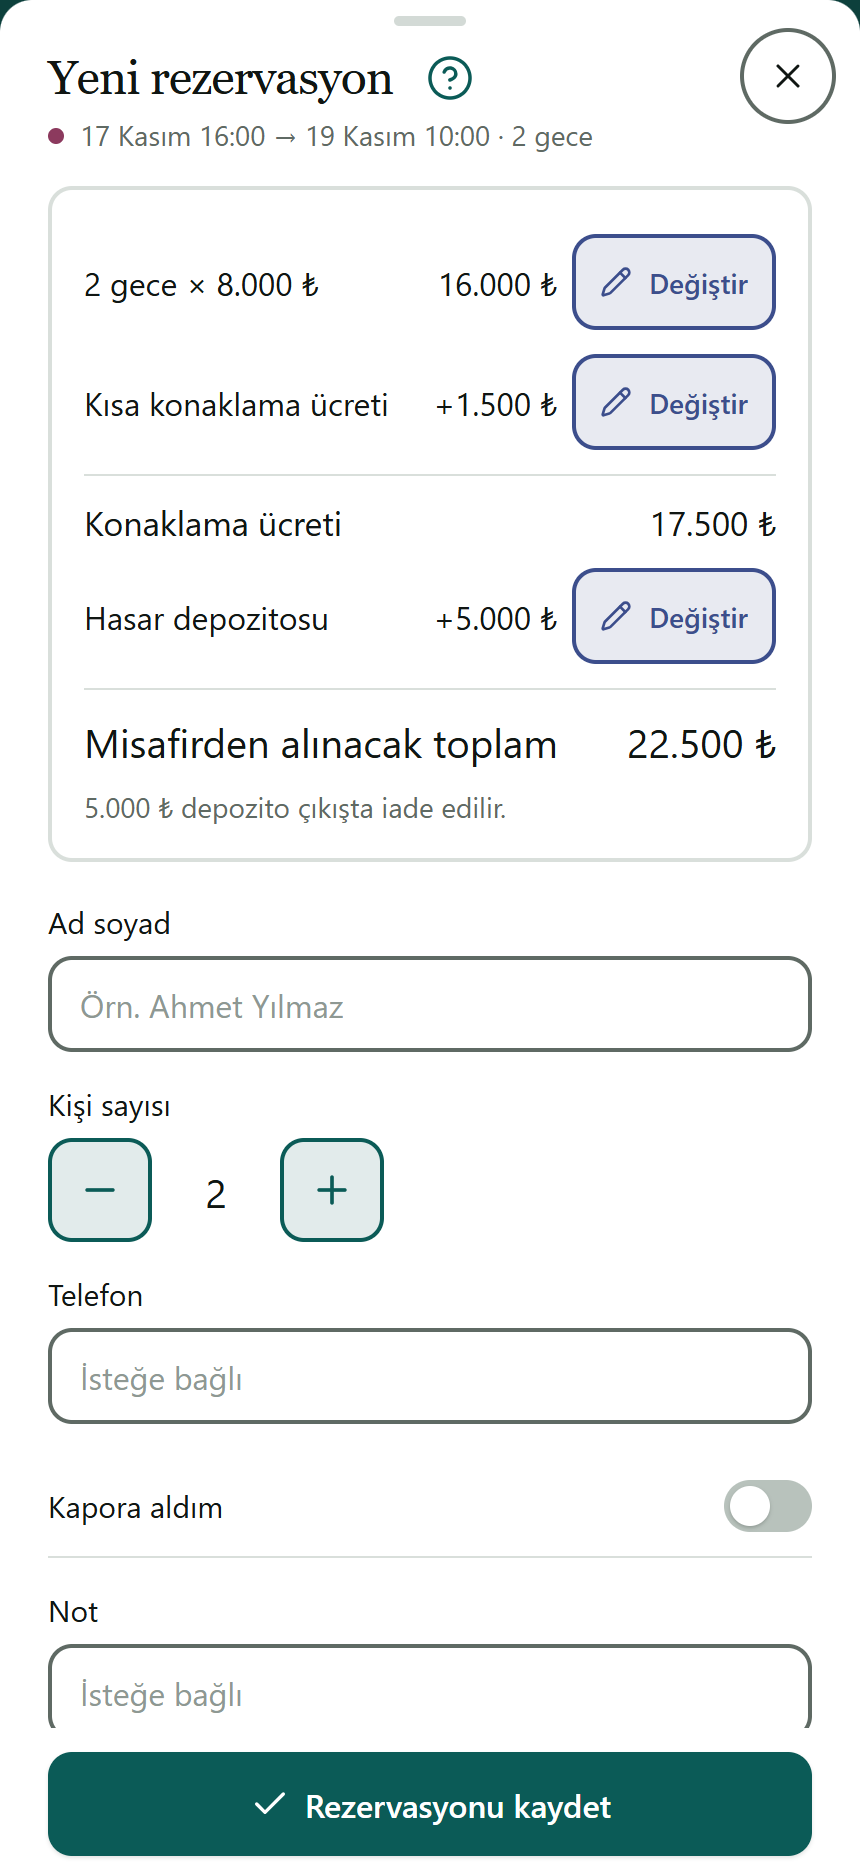 Yeni rezervasyon
17 Kasım 16:00 → 19 Kasım 10:00 · 2 gece
2 gece × 8.000 ₺ 16.000 ₺ Değiştir
Kısa konaklama ücreti +1.500 ₺ Değiştir
Konaklama ücreti 17.500 ₺
Hasar depozitosu +5.000 ₺ Değiştir
Misafirden alınacak toplam 22.500 ₺
5.000 ₺ depozito çıkışta iade edilir.
Ad soyad
Örn. Ahmet Yılmaz
Kişi sayısı
2
Telefon
İsteğe bağlı
Kapora aldım
Not
İsteğe bağlı
Rezervasyonu kaydet